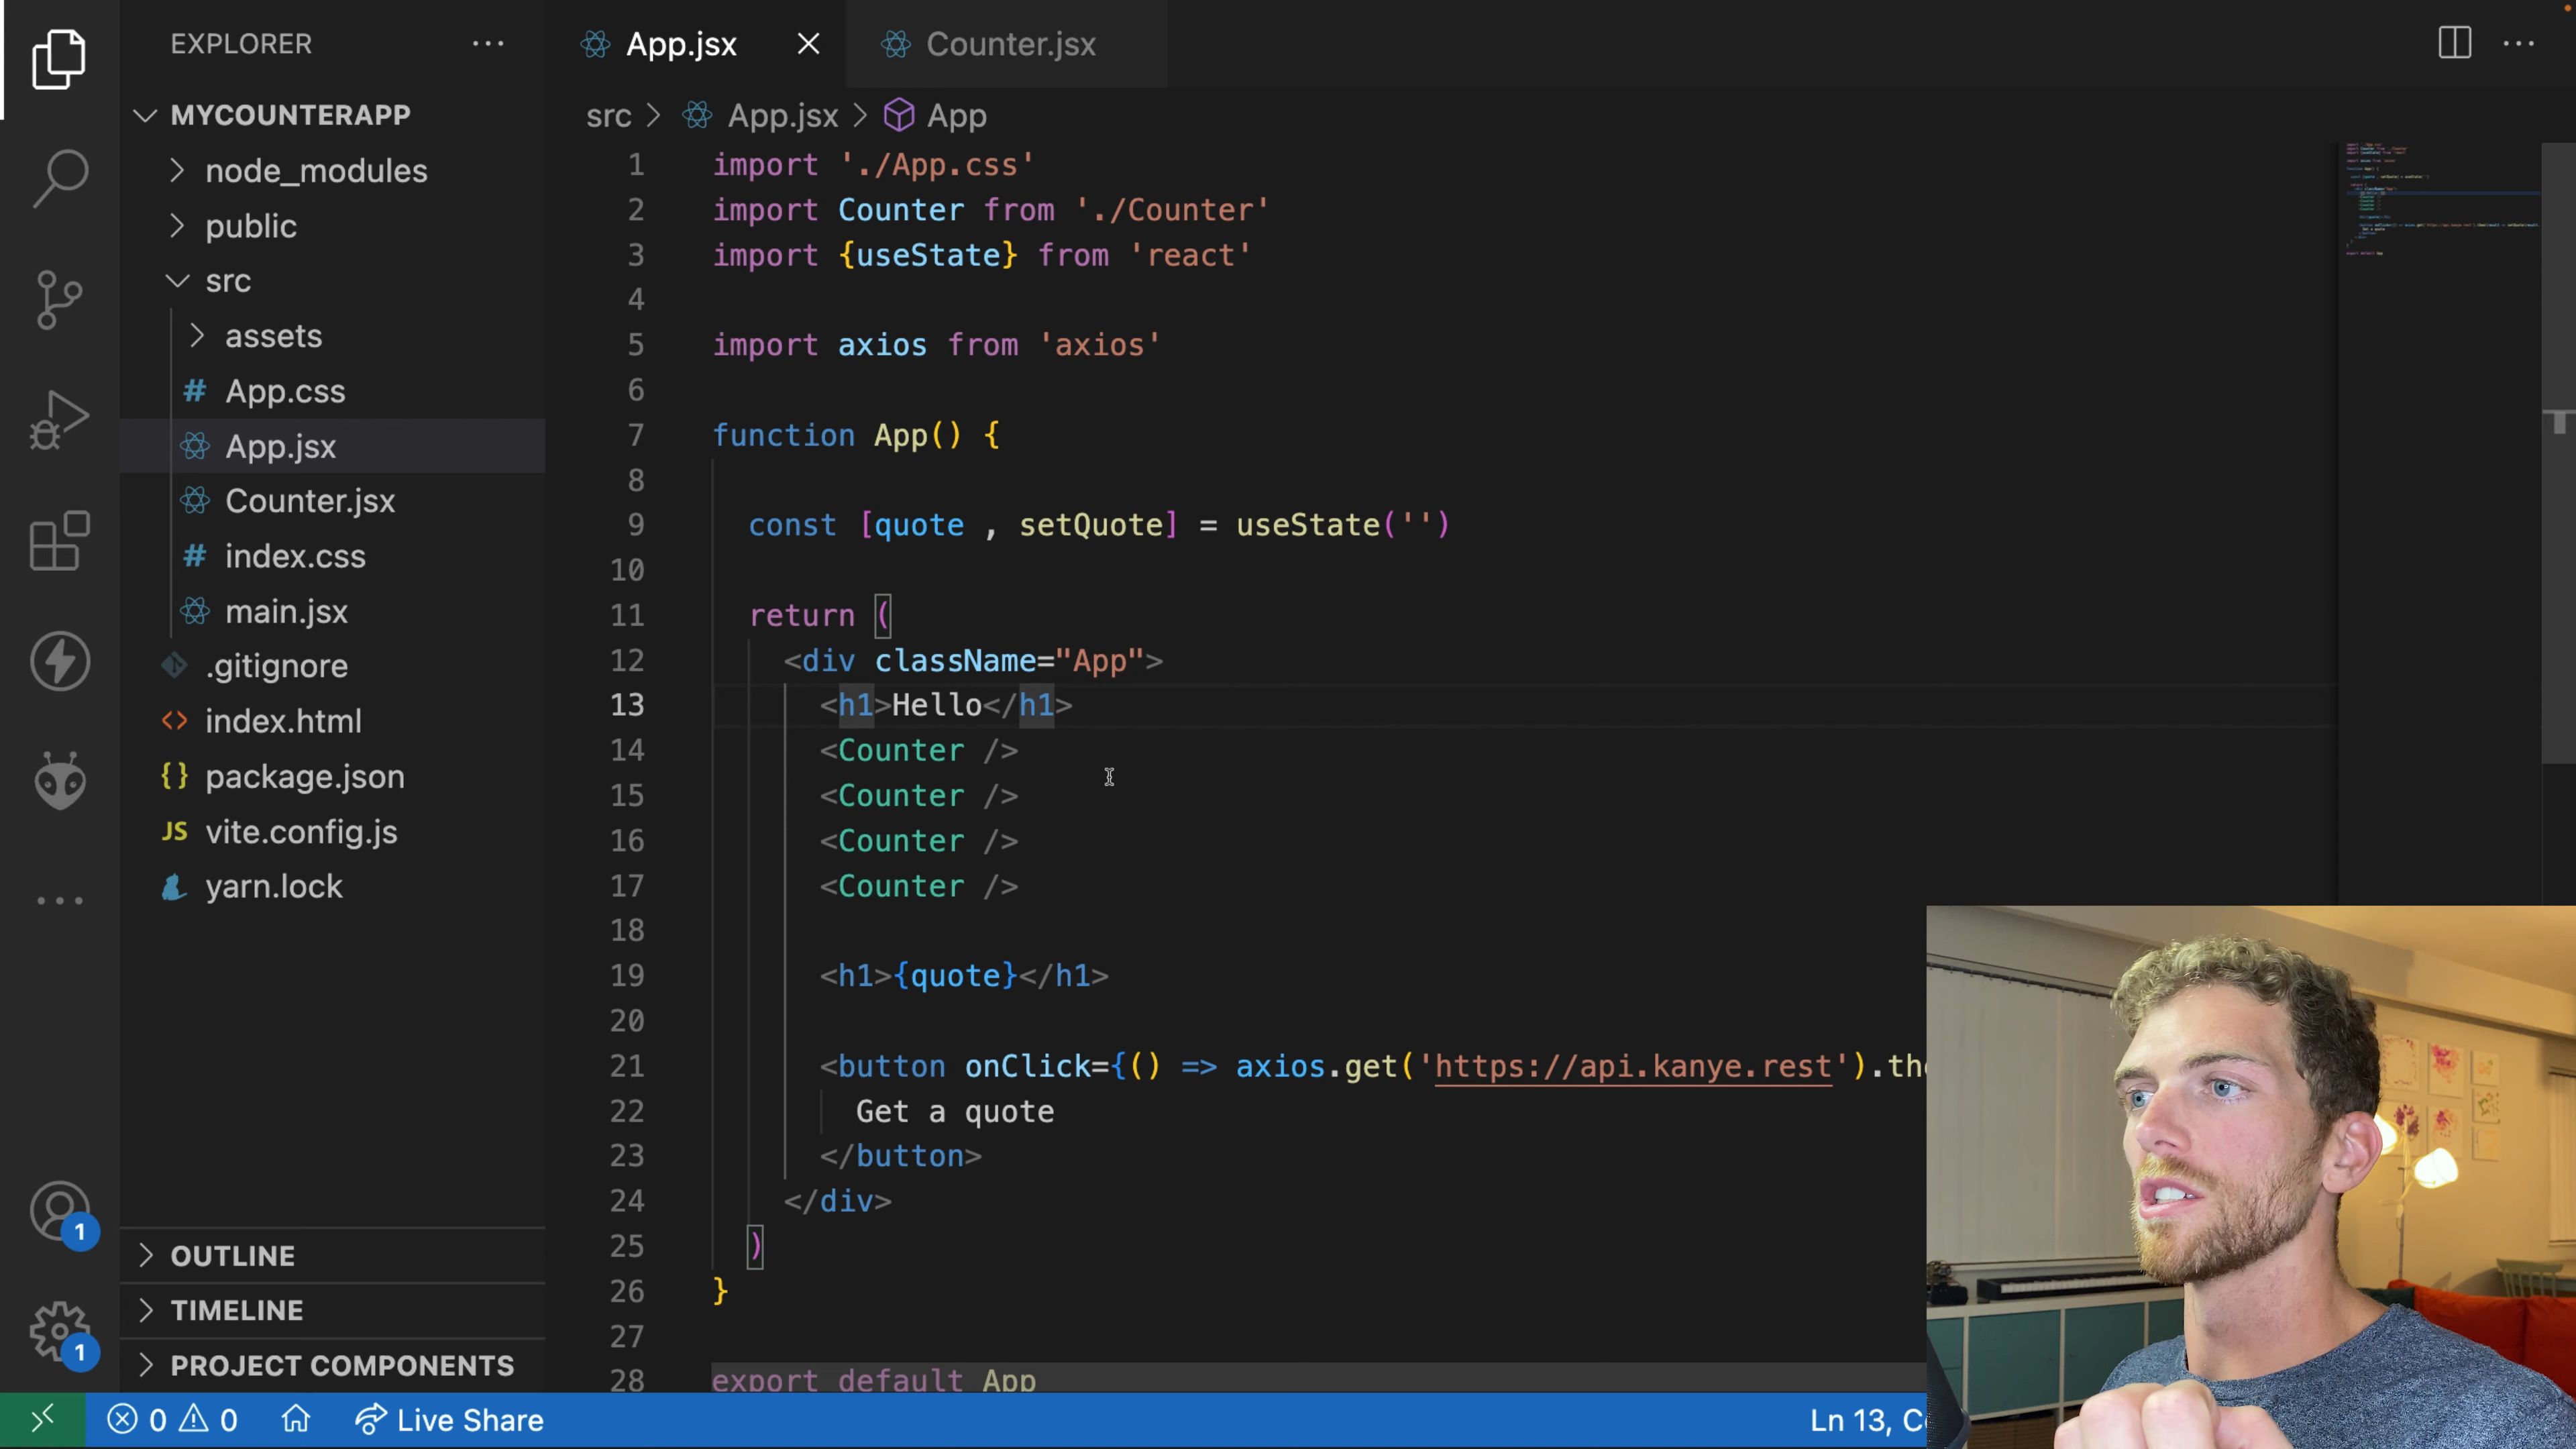 EXPLORER
MYCOUNTERAPP
node_modules
public
src
assets
# App.css
App.jsx
Counter.jsx
# index.css
main.jsx
.gitignore
<> index.html
{} package.json
JS vite.config.js
yarn.lock
OUTLINE
TIMELINE
PROJECT COMPONENTS
1
1
App.jsx
Counter.jsx
src > App.jsx > App
1 import './App.css'
2 import Counter from './Counter'
3 import {useState} from 'react'
4
5 import axios from 'axios'
6
7 function App() {
8
9 const [quote , setQuote] = useState('')
10
11 return (
12 <div className="App">
13 <h1>Hello</h1>
14 <Counter />
15 <Counter />
16 <Counter />
17 <Counter />
18
19 <h1>{quote}</h1>
20
21 <button onClick={() => axios.get('https://api.kanye.rest').the
22 Get a quote
23 </button>
24 </div>
25 )
26 }
27
28 export default App
0 0 Live Share
Ln 13, C